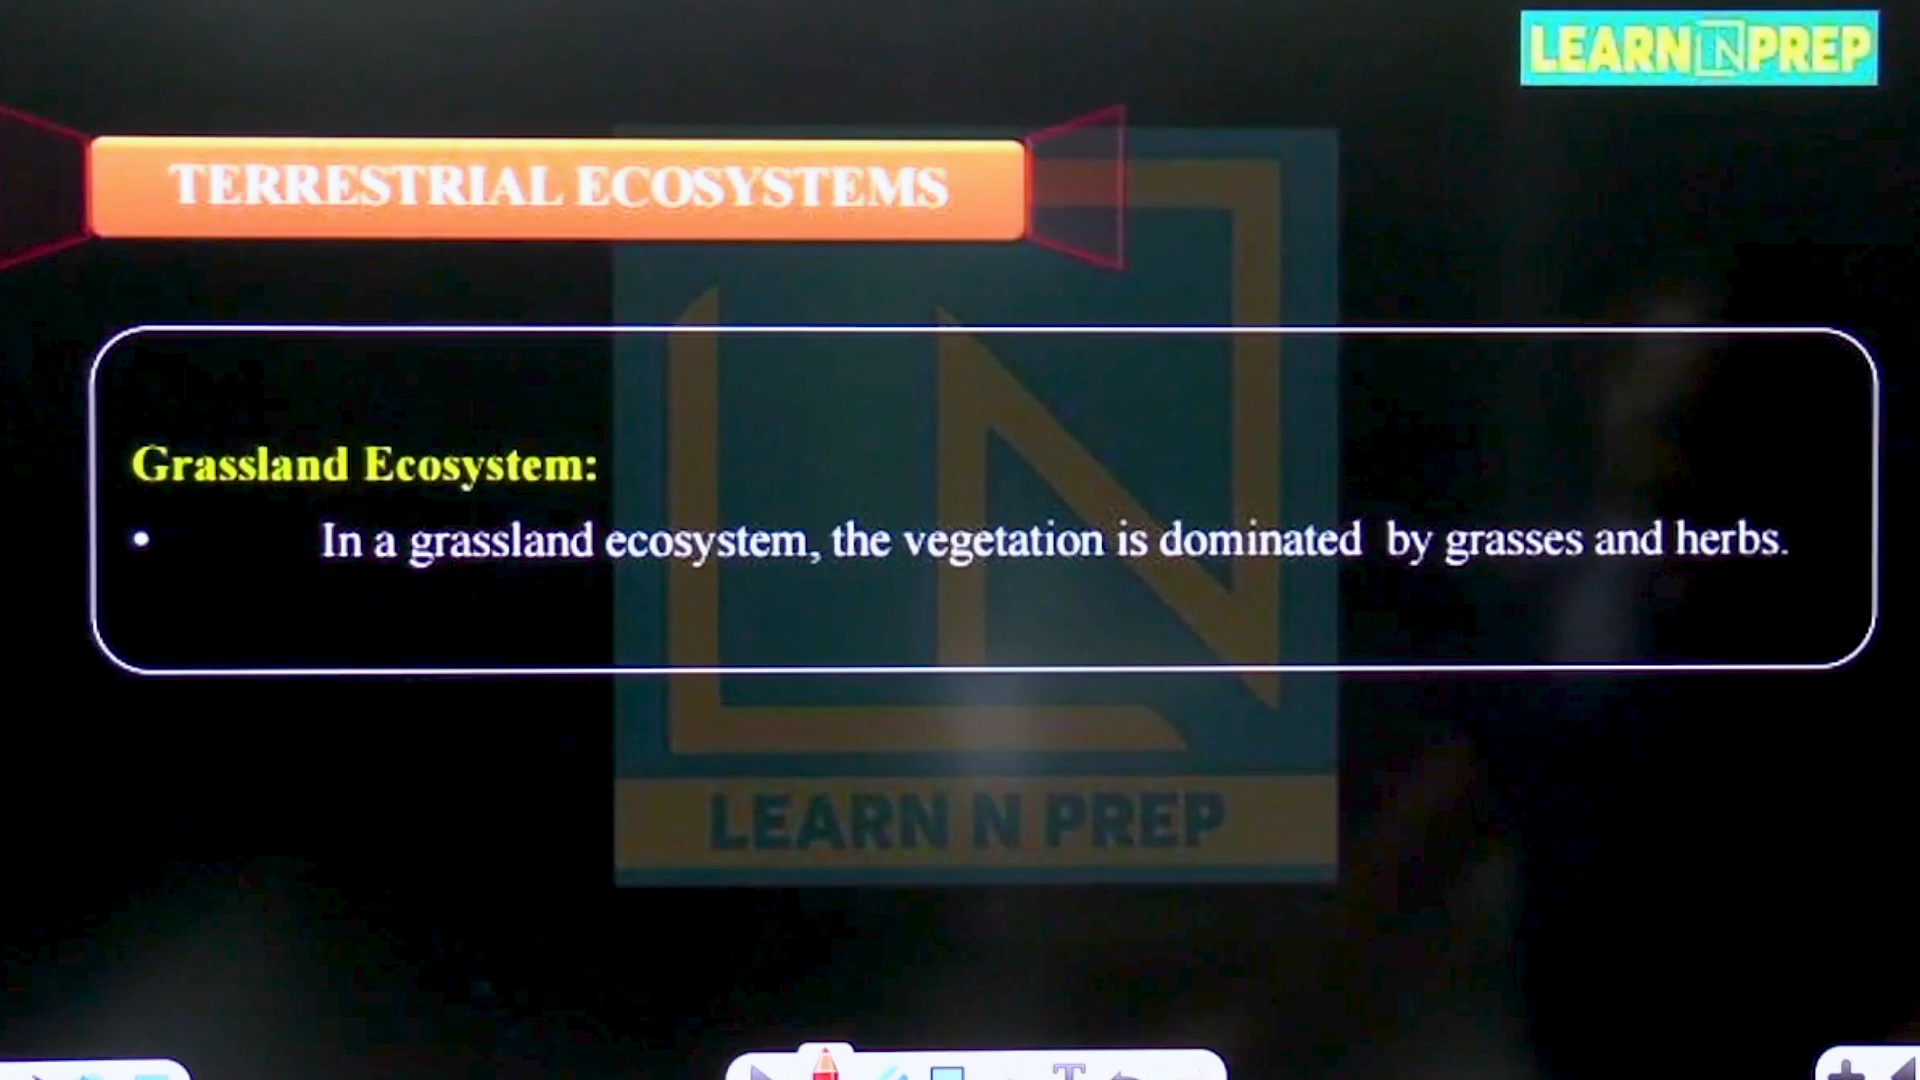 LEARN N PREP
TERRESTRIAL ECOSYSTEMS
Grassland Ecosystem:
• In a grassland ecosystem, the vegetation is dominated by grasses and herbs.
LEARN N PREP